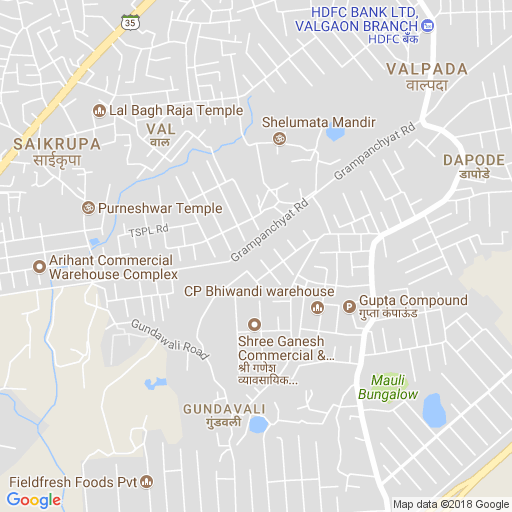 HDFC BANK LTD,
VALGAON BRANCH
HDFC बँक
35
VALPADA
वाल्पदा
Lal Bagh Raja Temple
VAL
वाल
Shelumata Mandir
Grampanchyat Rd
SAIKRUPA
साईकृपा
DAPODE
डापोडे
Purneshwar Temple
TSPL Rd
Grampanchyat Rd
Arihant Commercial
Warehouse Complex
CP Bhiwandi warehouse
Gupta Compound
गुप्ता कंपाऊंड
Gundawali Road
Shree Ganesh
Commercial &...
श्री गणेश
व्यावसायिक...
Mauli
Bungalow
GUNDAVALI
गुंडवली
Fieldfresh Foods Pvt
Google
Map data ©2018 Google